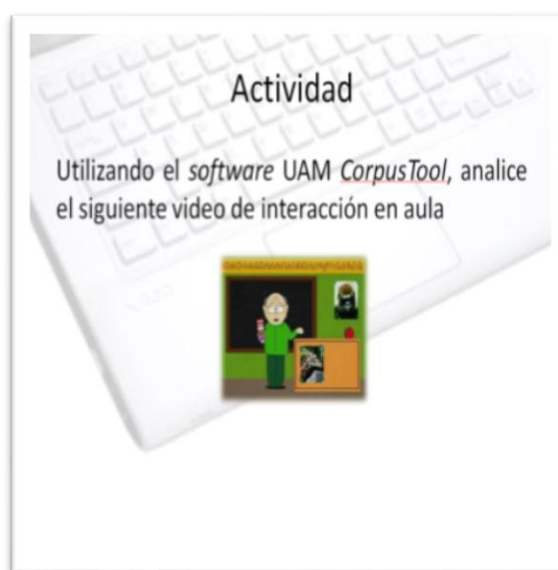 Actividad
Utilizando el software UAM CorpusTool, analice
el siguiente video de interacción en aula